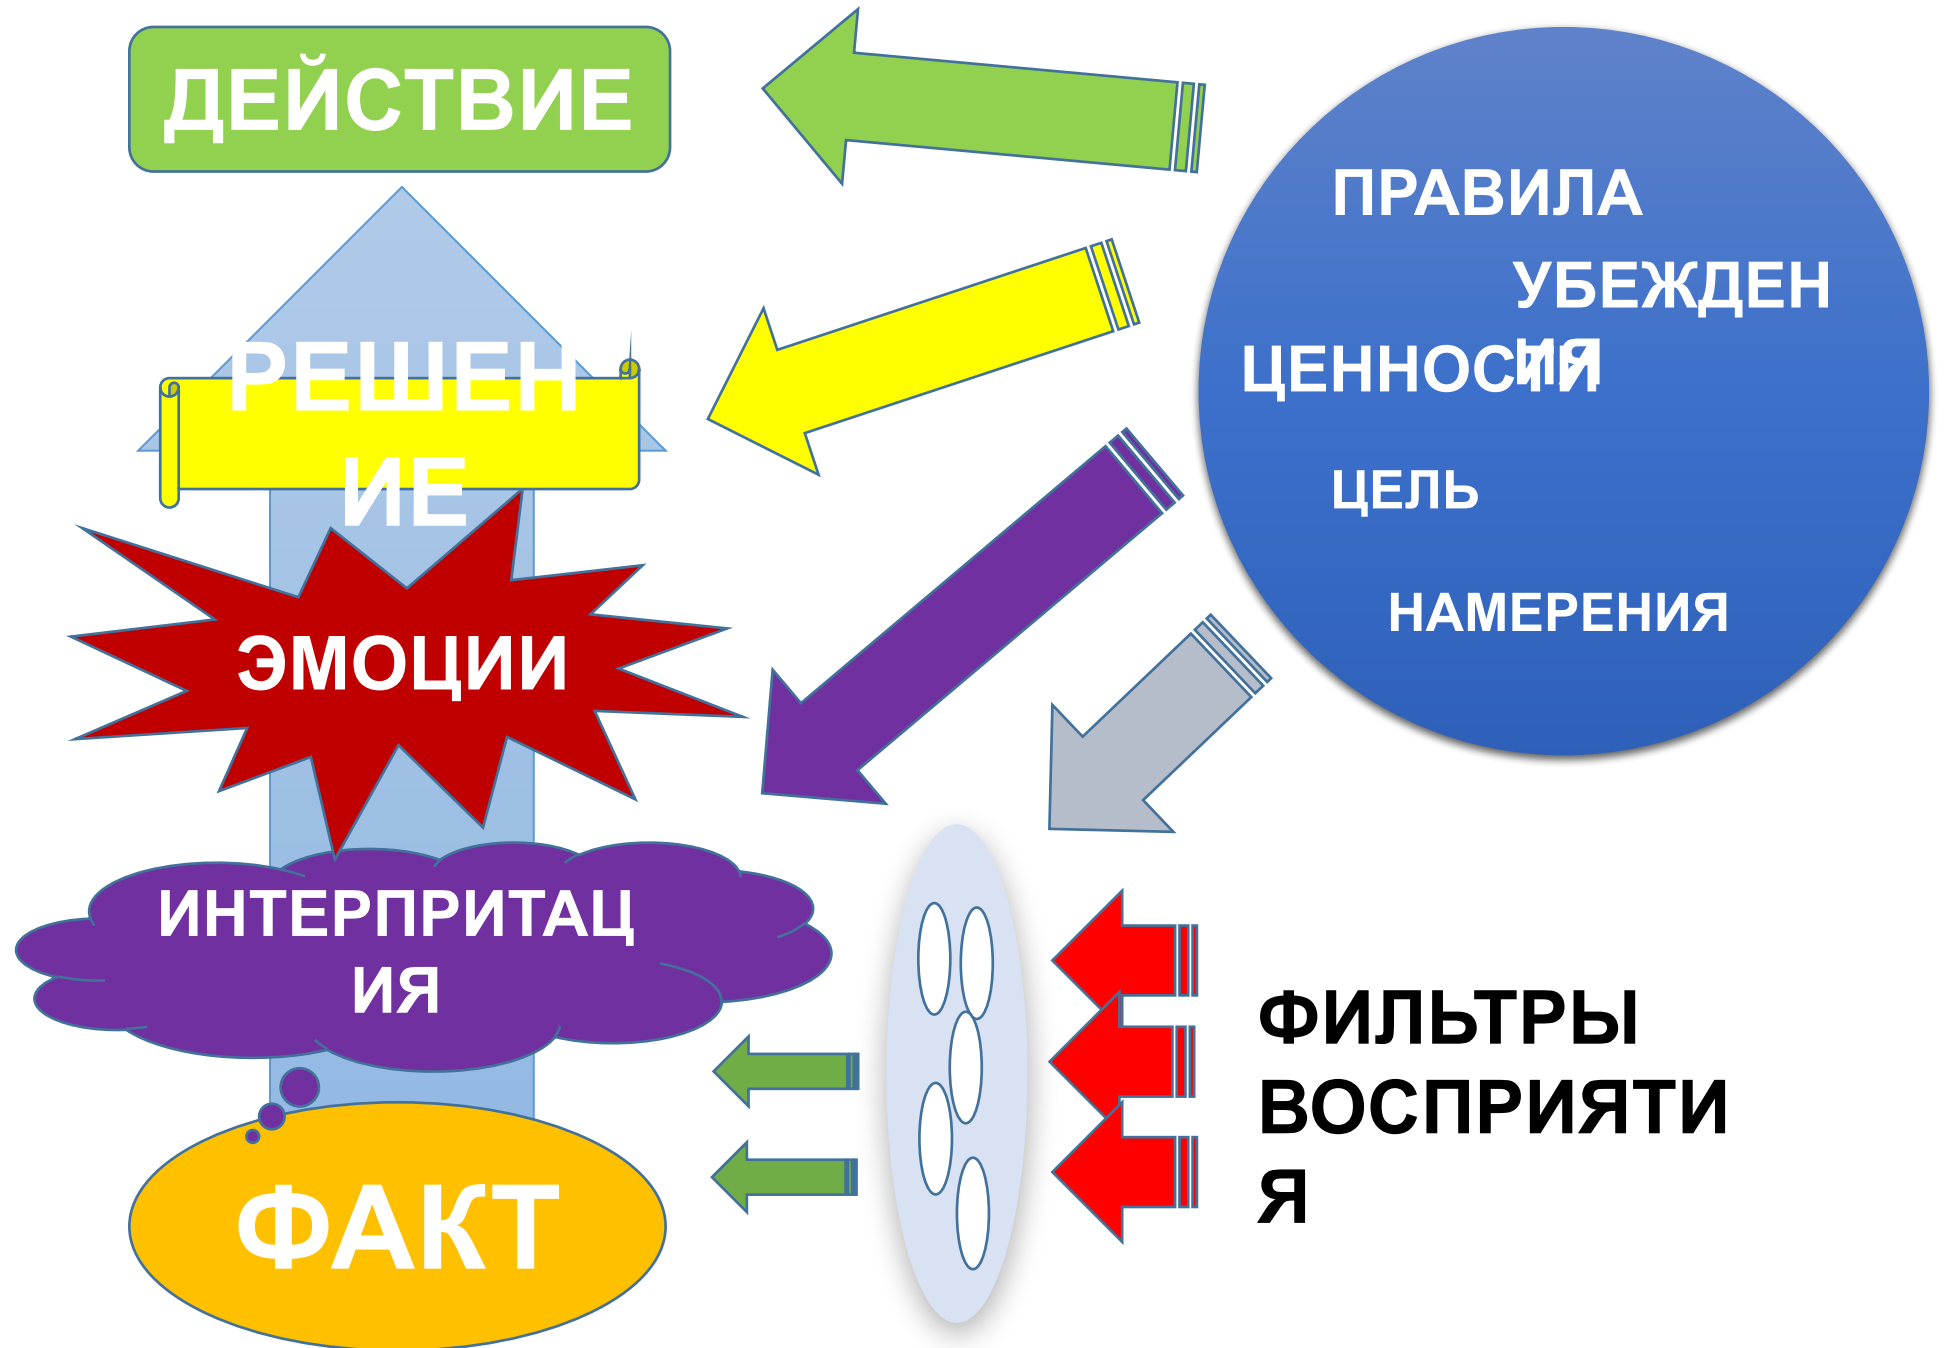 ДЕЙСТВИЕ
РЕШЕН
ИЕ
ЭМОЦИИ
ИНТЕРПРИТАЦ
ИЯ
ФАКТ
ПРАВИЛА
УБЕЖДЕН
ИЯ
ЦЕННОСТИ
ЦЕЛЬ
НАМЕРЕНИЯ
ФИЛЬТРЫ
ВОСПРИЯТИ
Я